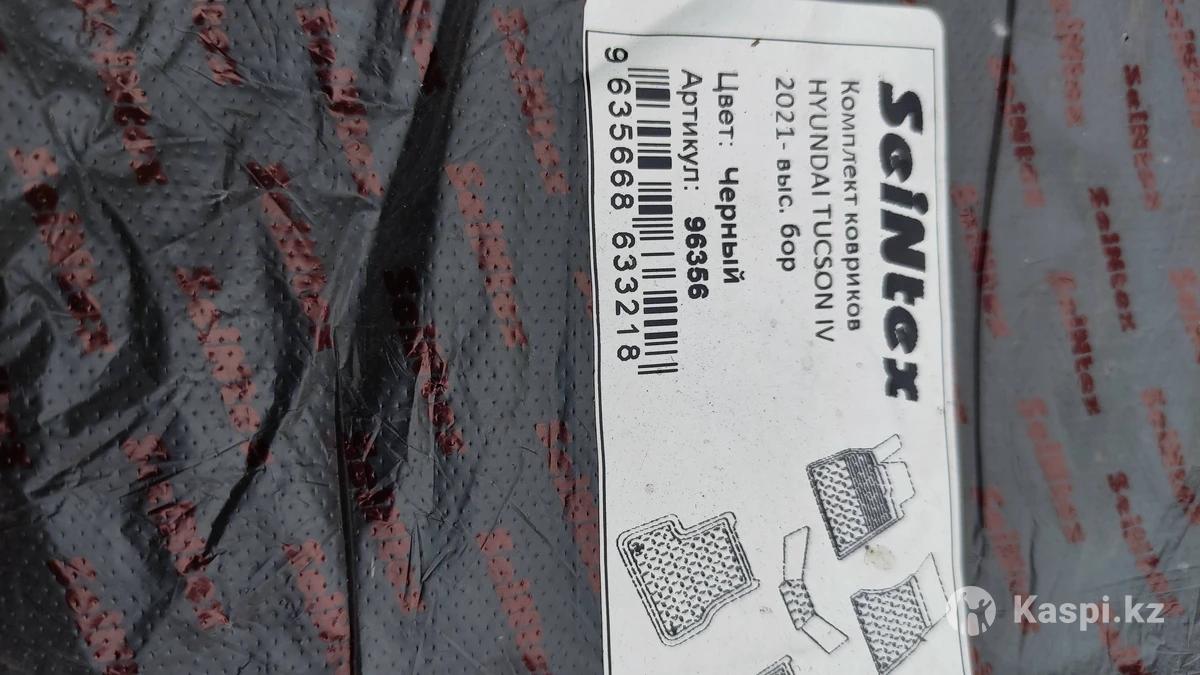 SeiNtex
Комплект ковриков
HYUNDAI TUCSON IV
2021- выс. бор
Цвет: Черный
Артикул: 96356
9 635668 633218
Kaspi.kz